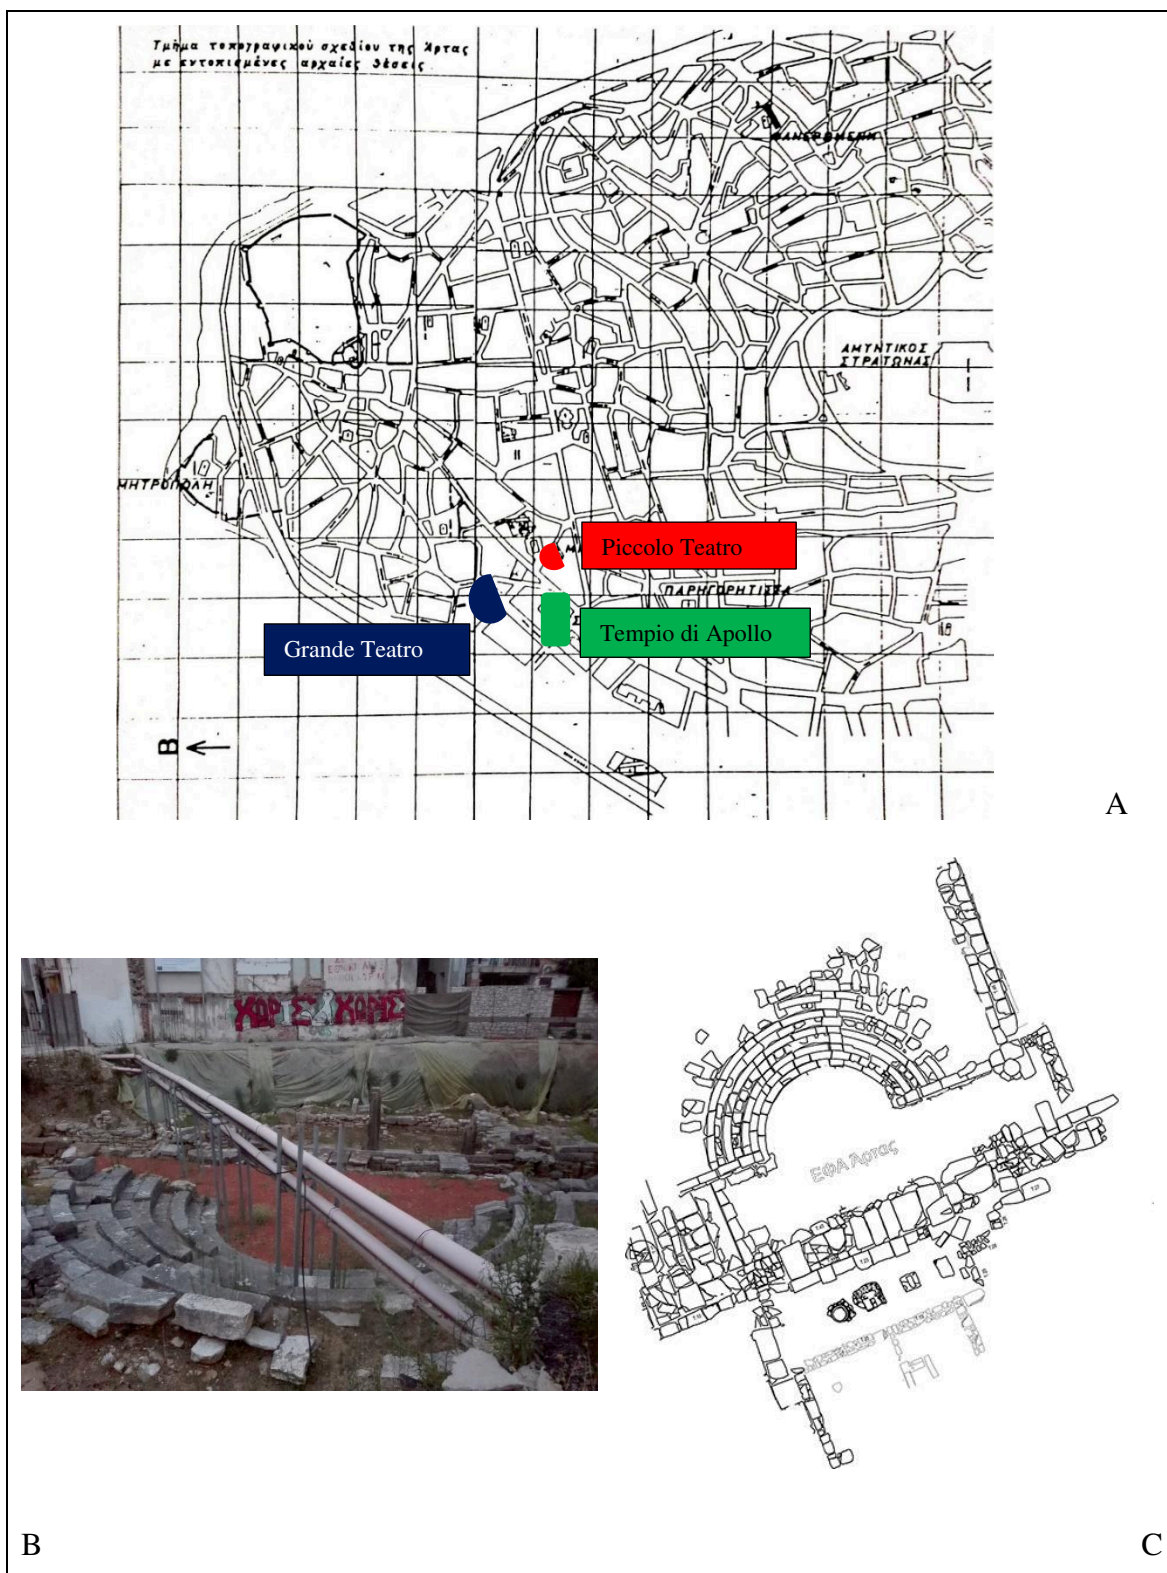 Τμήμα τοπογραφικού σχεδίου της Άρτας
με εντοπισμένες αρχαίες θέσεις.
ΦΑΝΕΡΩΜΕΝΗ
ΑΜΥΝΤΙΚΟΣ
ΣΤΡΑΤΩΝΑΣ
ΜΗΤΡΟΠΟΛΗ
Piccolo Teatro
ΠΑΡΗΓΟΡΗΤΙΣΣΑ
Grande Teatro
Tempio di Apollo
Β
A
ΧΩΡΙΣ ΧΩΡΙΣ
ΕΦΑ Άρτας
B
C